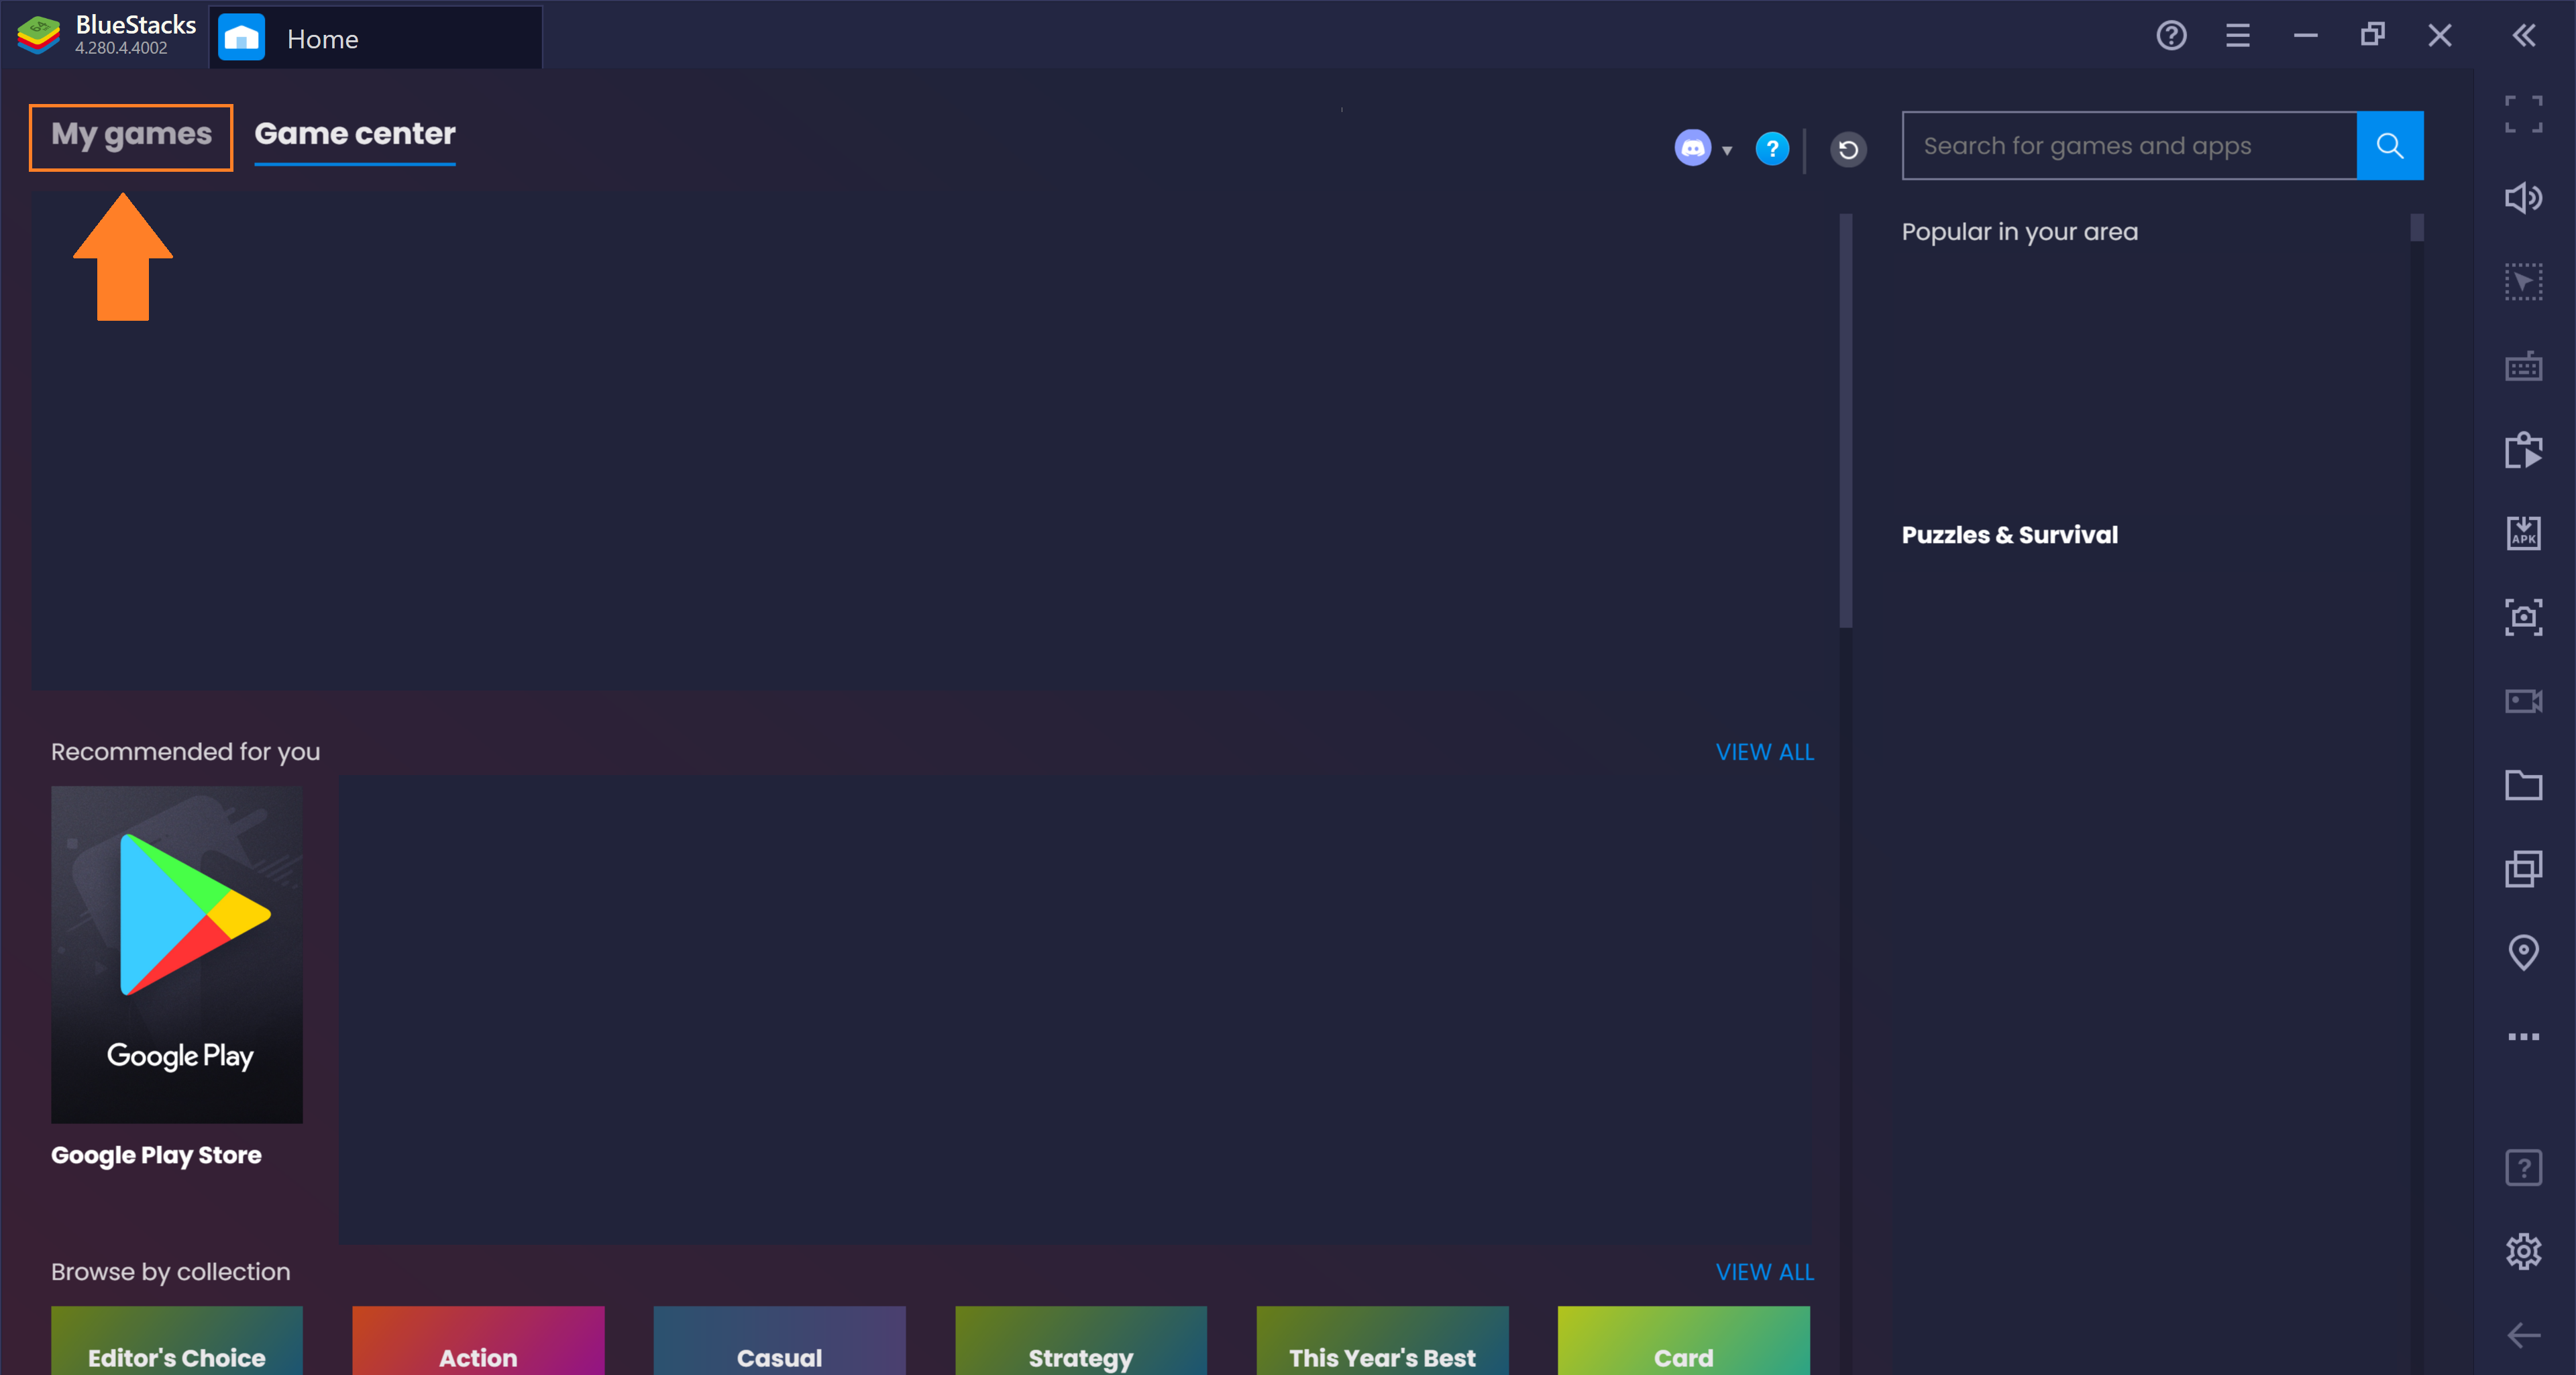 BlueStacks
4.280.4.4002
Home
My games
Game center
Search for games and apps
Popular in your area
Puzzles & Survival
Recommended for you
VIEW ALL
Google Play
Google Play Store
Browse by collection
VIEW ALL
Editor's Choice
Action
Casual
Strategy
This Year's Best
Card
APK
64